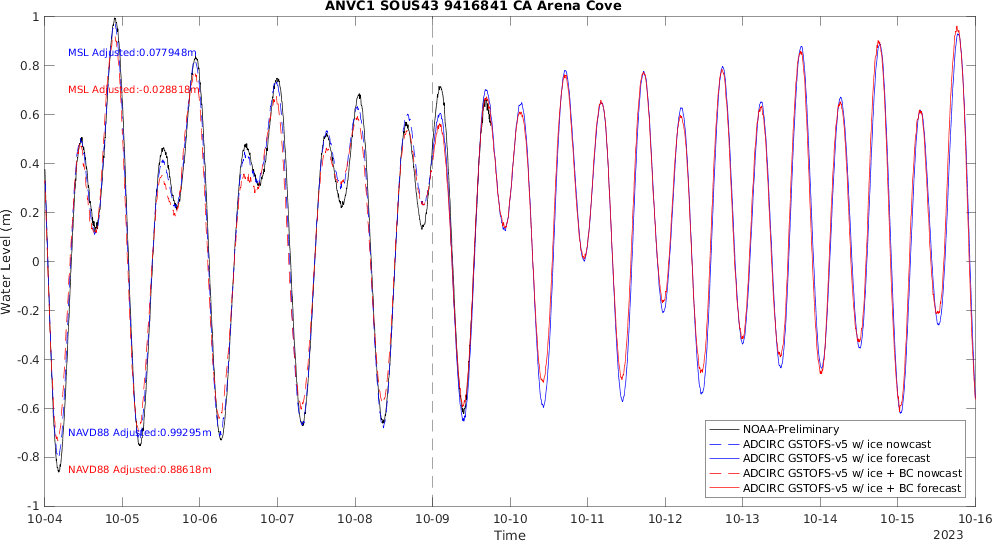 ANVC1 SOUS43 9416841 CA Arena Cove
1
0.8
0.6
0.4
0.2
0
-0.2
-0.4
-0.6
-0.8
-1
Water Level (m)
MSL Adjusted:0.077948m
MSL Adjusted:-0.028818m
NAVD88 Adjusted:0.99295m
NAVD88 Adjusted:0.88618m
NOAA-Preliminary
ADCIRC GSTOFS-v5 w/ ice nowcast
ADCIRC GSTOFS-v5 w/ ice forecast
ADCIRC GSTOFS-v5 w/ ice + BC nowcast
ADCIRC GSTOFS-v5 w/ ice + BC forecast
10-04 10-05 10-06 10-07 10-08 10-09 10-10 10-11 10-12 10-13 10-14 10-15 10-16
Time
2023